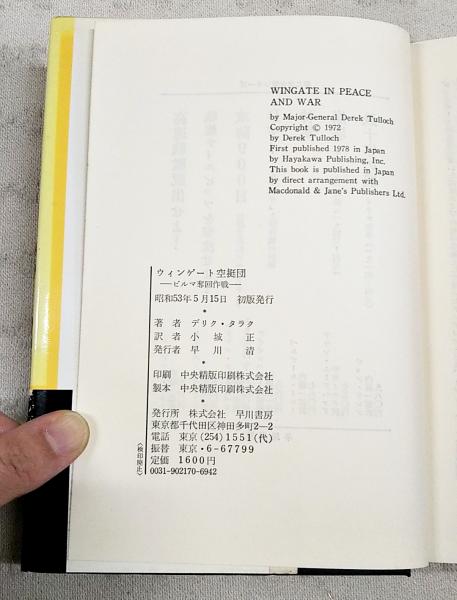 WINGATE IN PEACE
AND WAR
by Major-General Derek Tulloch
Copyright © 1972
by Derek Tulloch
First published 1978 in Japan
by Hayakawa Publishing, Inc.
This book is published in Japan
by direct arrangement with
Macdonald & Jane's Publishers Ltd.
ウィンゲート空挺団
—ビルマ奪回作戦—
昭和53年5月15日 初版発行
著者 デリク・タラク
訳者 小城正
発行者 早川清
印刷 中央精版印刷株式会社
製本 中央精版印刷株式会社
発行所 株式会社 早川書房
東京都千代田区神田多町2—2
電話 東京(254)1551(代)
振替 東京・6-67799
定価 1600円
0031-902170-6942
〈検印廃止〉